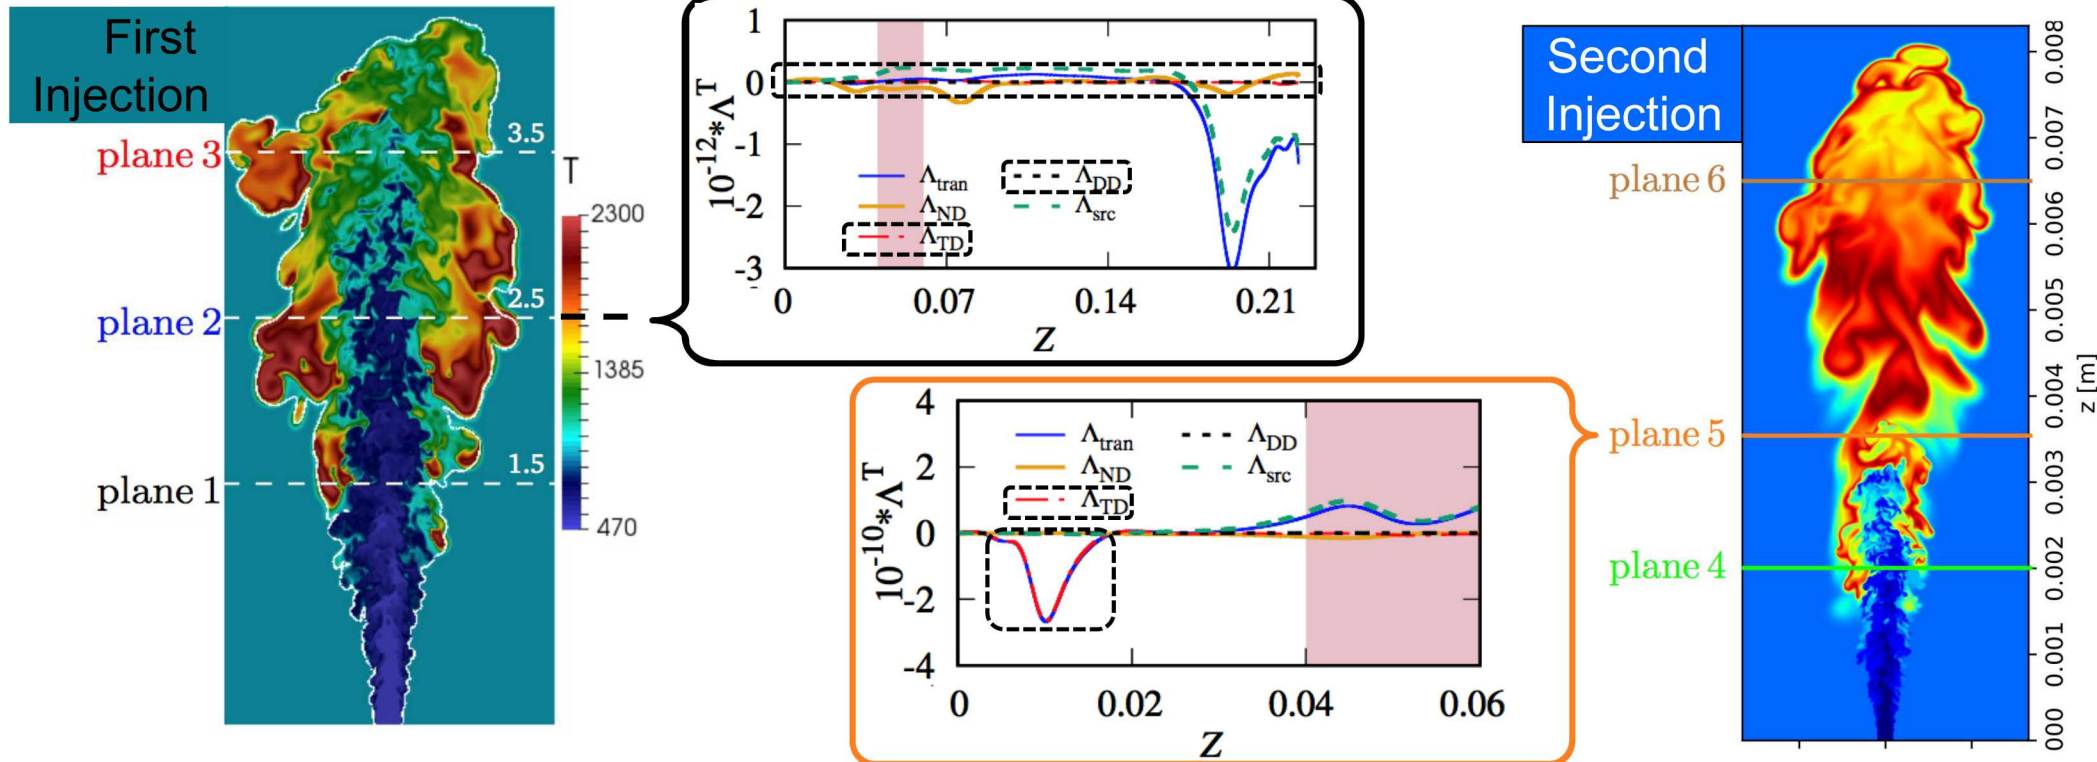 First
Injection
plane 3
plane 2
plane 1
3.5
2.5
1.5
T
2300
1385
470
1
0
-1
-2
-3
10⁻¹²*Λᵀ
Λtran
ΛND
ΛTD
ΛDD
Λsrc
0
0.07
0.14
0.21
Z
4
2
0
-2
-4
10⁻¹⁰*Λᵀ
Λtran
ΛND
ΛTD
ΛDD
Λsrc
0
0.02
0.04
0.06
Z
Second
Injection
plane 6
plane 5
plane 4
0.008
0.007
0.006
0.005
0.004
0.003
0.002
0.001
000
z [m]